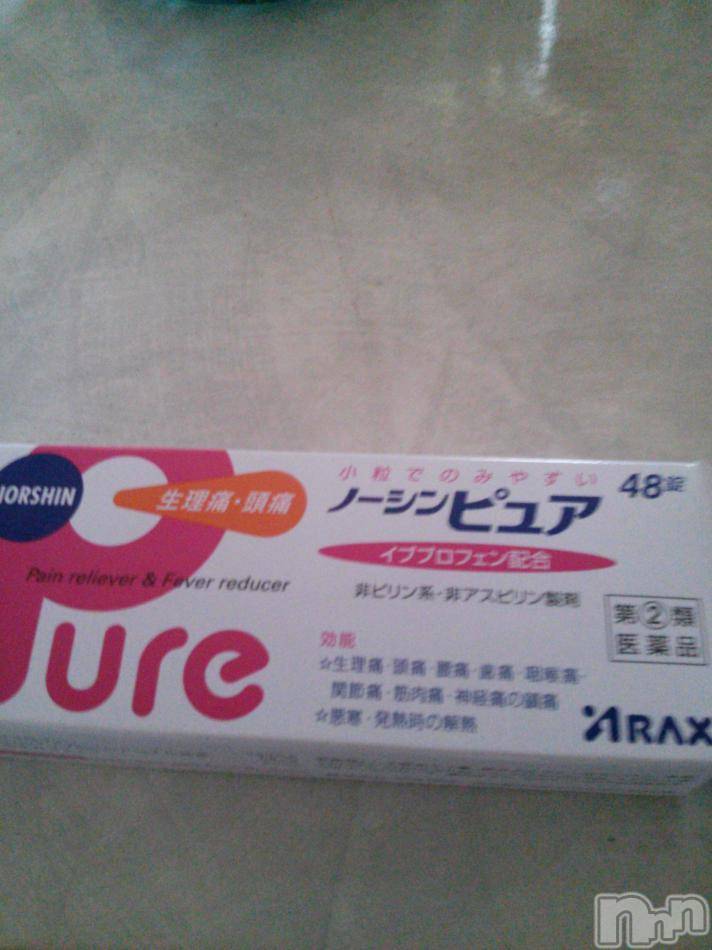 NORSHIN
生理痛・頭痛
小粒でのみやすい
ノーシンピュア
48錠
イブプロフェン配合
Pain reliever & Fever reducer
非ピリン系・非アスピリン製剤
Pure
指②類
医薬品
効能
☆生理痛・頭痛・腰痛・歯痛・咽喉痛・
関節痛・筋肉痛・神経痛の鎮痛
☆悪寒・発熱時の解熱
ARAX
nnn